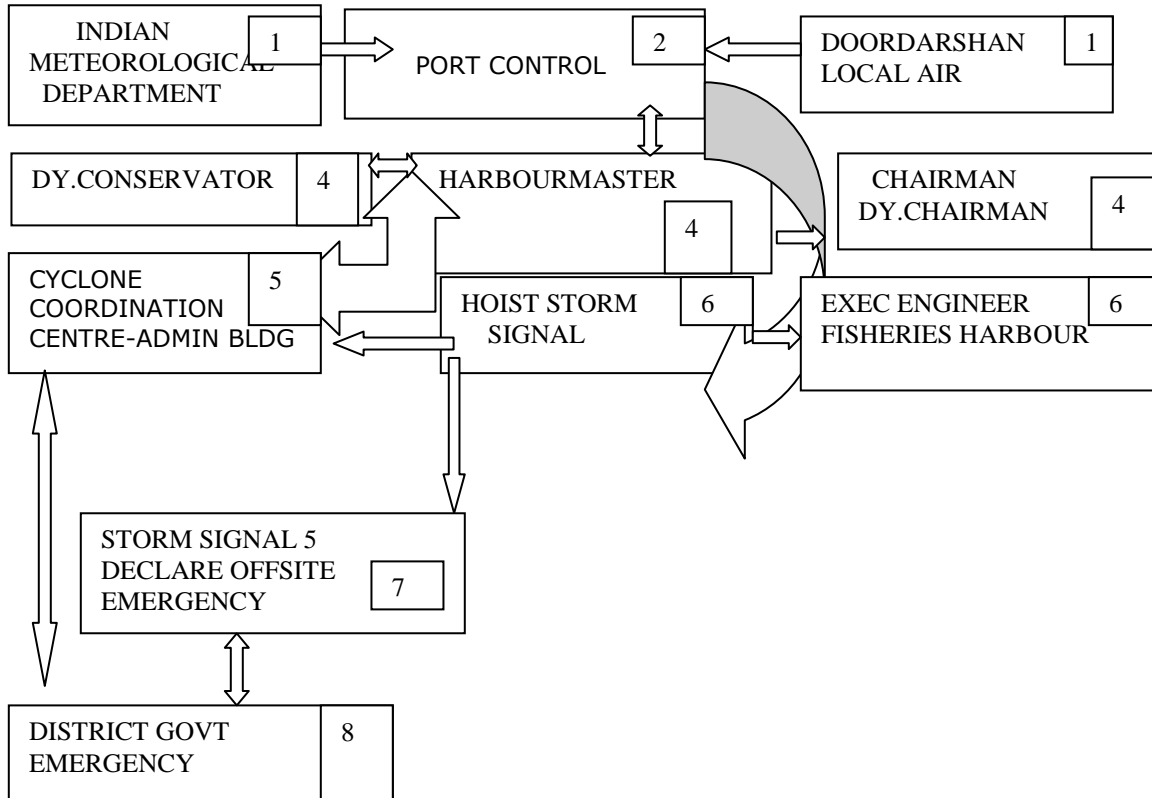 INDIAN
METEOROLOGICAL
DEPARTMENT
1
PORT CONTROL
2
DOORDARSHAN
LOCAL AIR
1
DY.CONSERVATOR
4
HARBOURMASTER
4
CHAIRMAN
DY.CHAIRMAN
4
CYCLONE
COORDINATION
CENTRE-ADMIN BLDG
5
HOIST STORM
SIGNAL
6
EXEC ENGINEER
FISHERIES HARBOUR
6
STORM SIGNAL 5
DECLARE OFFSITE
EMERGENCY
7
DISTRICT GOVT
EMERGENCY
8